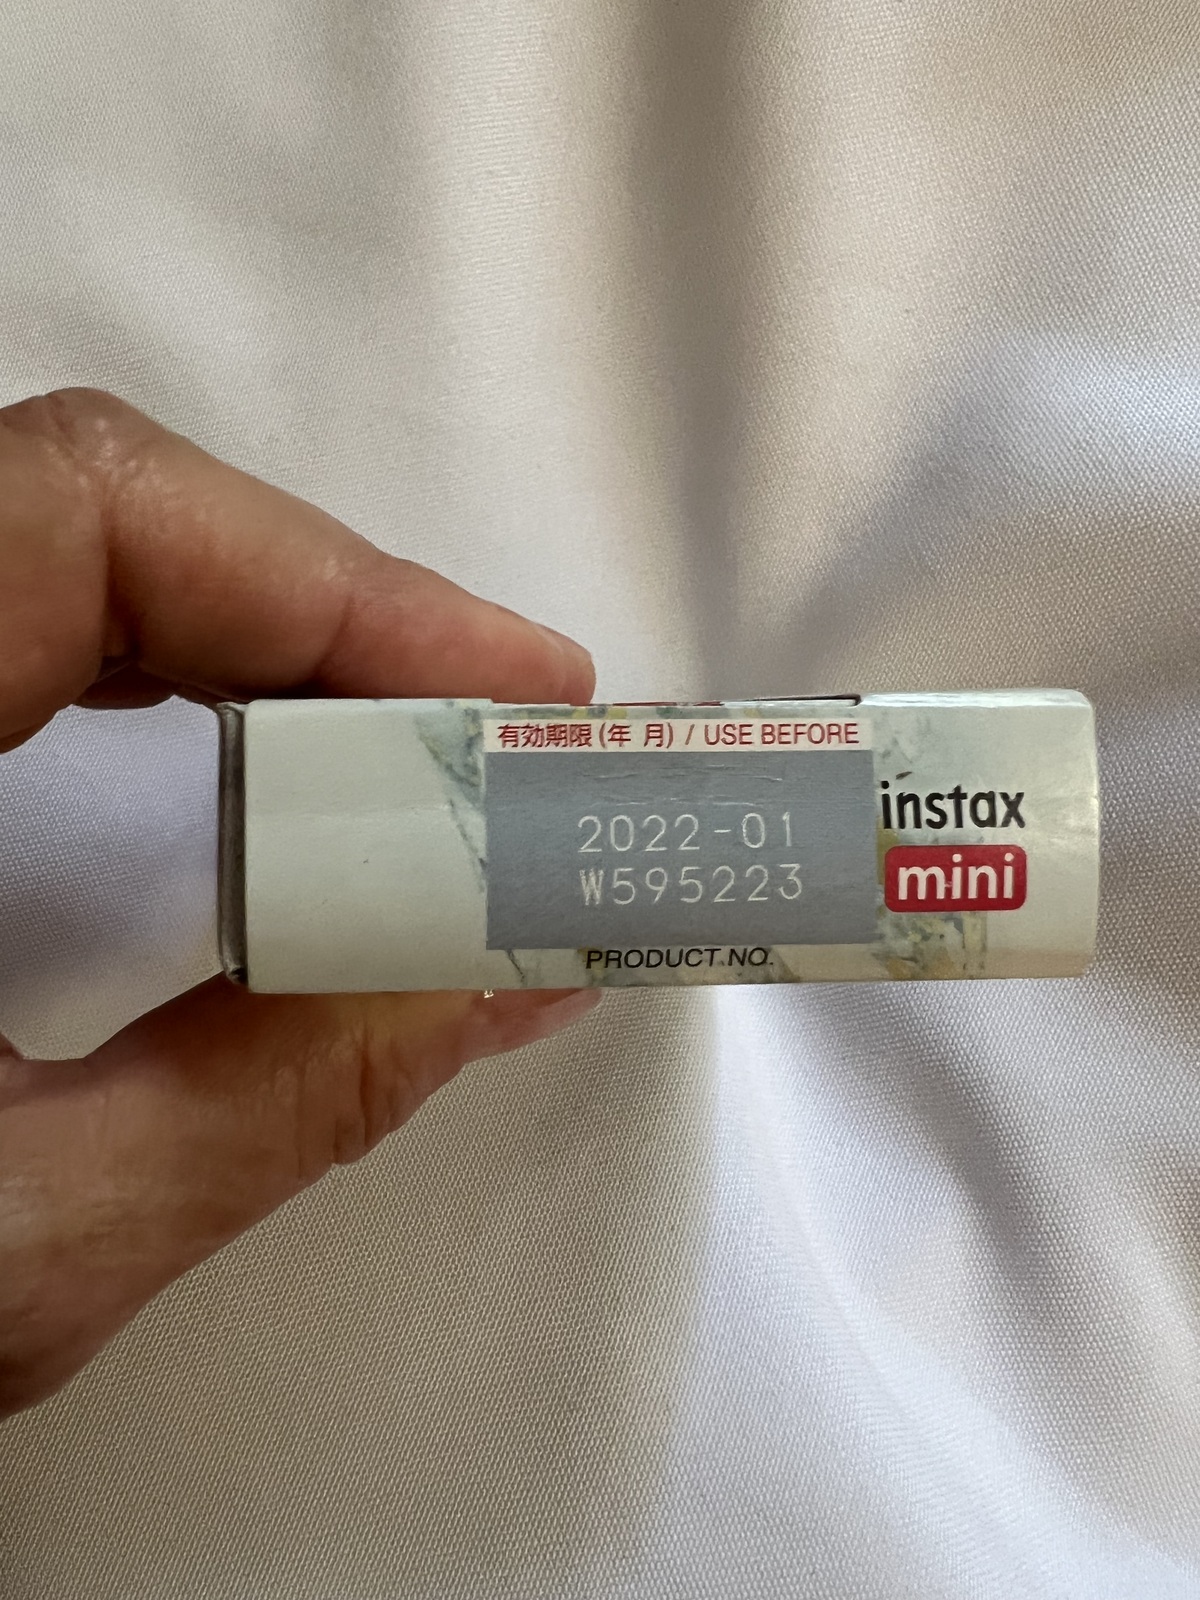 有効期限 (年 月) / USE BEFORE
2022-01
W595223
PRODUCT NO.
instax
mini